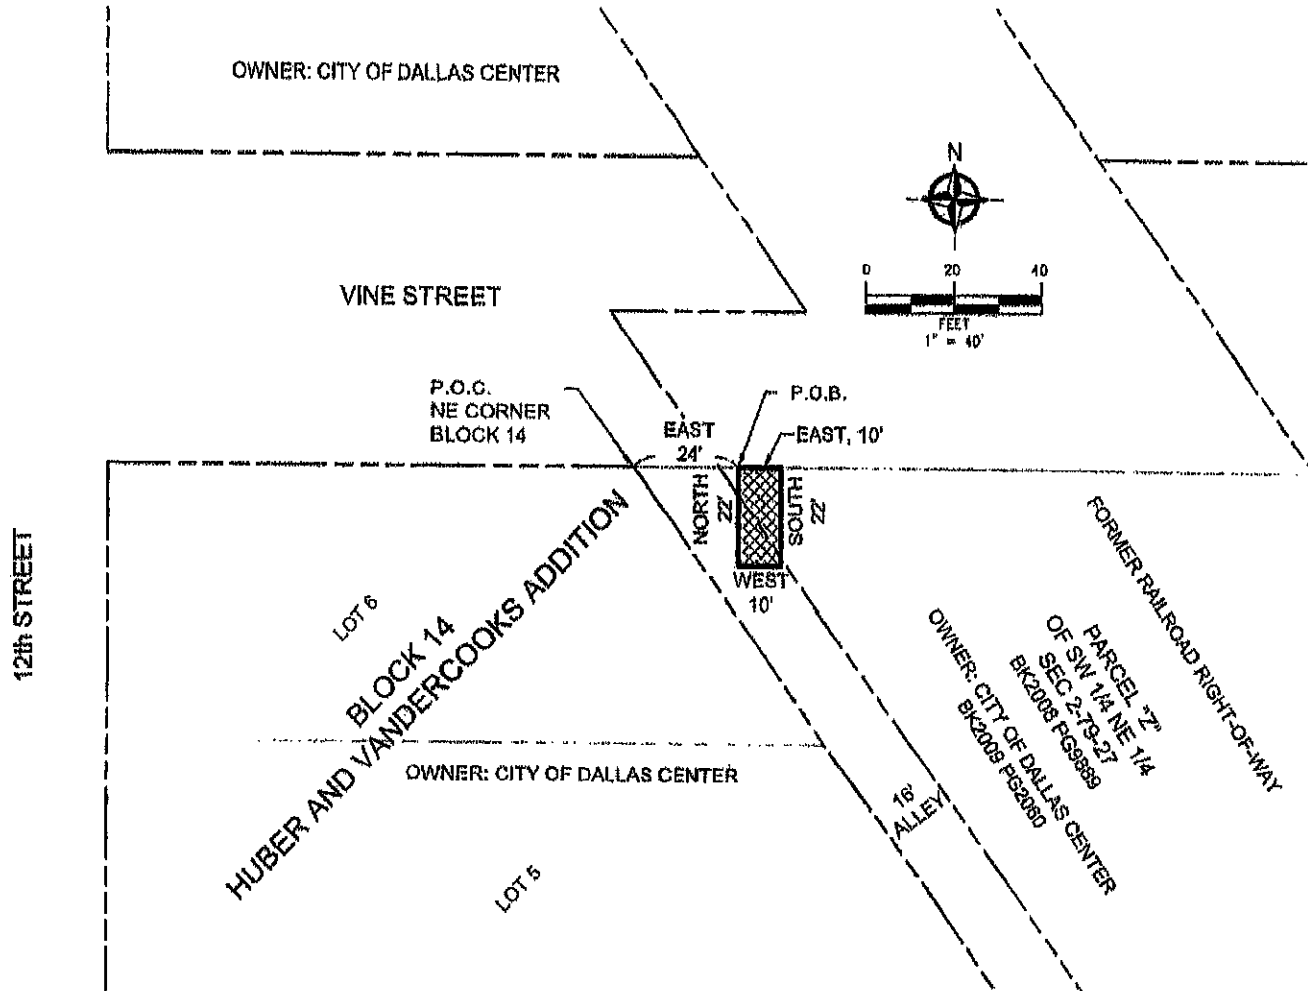 OWNER: CITY OF DALLAS CENTER
N
VINE STREET
0 20 40
FEET
1" = 40'
P.O.C.
NE CORNER
BLOCK 14
P.O.B.
EAST
24'
EAST, 10'
NORTH
22'
SOUTH
22'
WEST
10'
12th STREET
LOT 6
BLOCK 14
HUBER AND VANDERCOOKS ADDITION
OWNER: CITY OF DALLAS CENTER
LOT 5
16'
ALLEY
FORMER RAILROAD RIGHT-OF-WAY
PARCEL "Z"
OF SW 1/4 NE 1/4
SEC 2-79-27
BK2008 PG9889
OWNER: CITY OF DALLAS CENTER
BK2009 PG2060